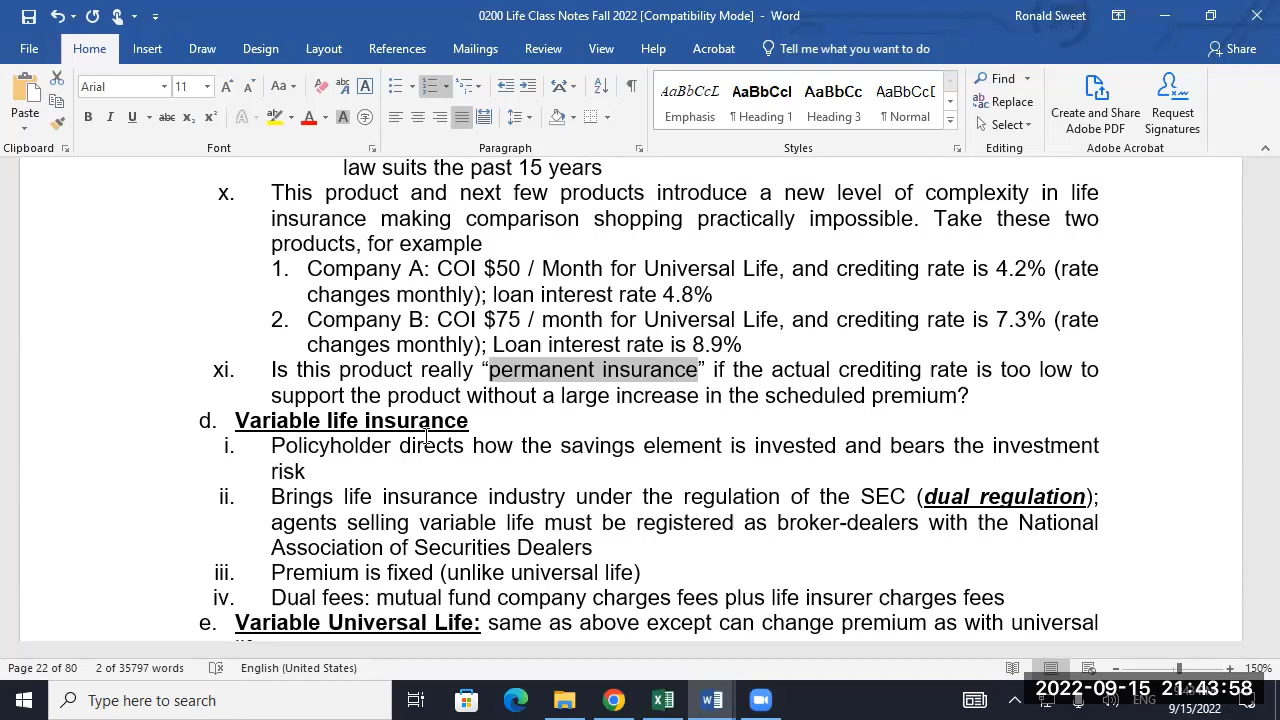 0200 Life Class Notes Fall 2022 [Compatibility Mode] - Word
Ronald Sweet
File Home Insert Draw Design Layout References Mailings Review View Help Acrobat Tell me what you want to do Share
Arial 11 Aa AaBbCcI AaBbCcI AaBbCc AaBbCcI Find
Replace
Select
Paste
Emphasis ¶ Heading 1 Heading 3 ¶ Normal
Create and Share Adobe PDF
Request Signatures
Clipboard Font Paragraph Styles Editing Adobe Acrobat
law suits the past 15 years
x. This product and next few products introduce a new level of complexity in life
insurance making comparison shopping practically impossible. Take these two
products, for example
1. Company A: COI $50 / Month for Universal Life, and crediting rate is 4.2% (rate
changes monthly); loan interest rate 4.8%
2. Company B: COI $75 / month for Universal Life, and crediting rate is 7.3% (rate
changes monthly); Loan interest rate is 8.9%
xi. Is this product really “permanent insurance” if the actual crediting rate is too low to
support the product without a large increase in the scheduled premium?
d. Variable life insurance
i. Policyholder directs how the savings element is invested and bears the investment
risk
ii. Brings life insurance industry under the regulation of the SEC (dual regulation);
agents selling variable life must be registered as broker-dealers with the National
Association of Securities Dealers
iii. Premium is fixed (unlike universal life)
iv. Dual fees: mutual fund company charges fees plus life insurer charges fees
e. Variable Universal Life: same as above except can change premium as with universal
Page 22 of 80 2 of 35797 words English (United States) 150%
Type here to search
2022-09-15 21:43:58
ENG
9/15/2022